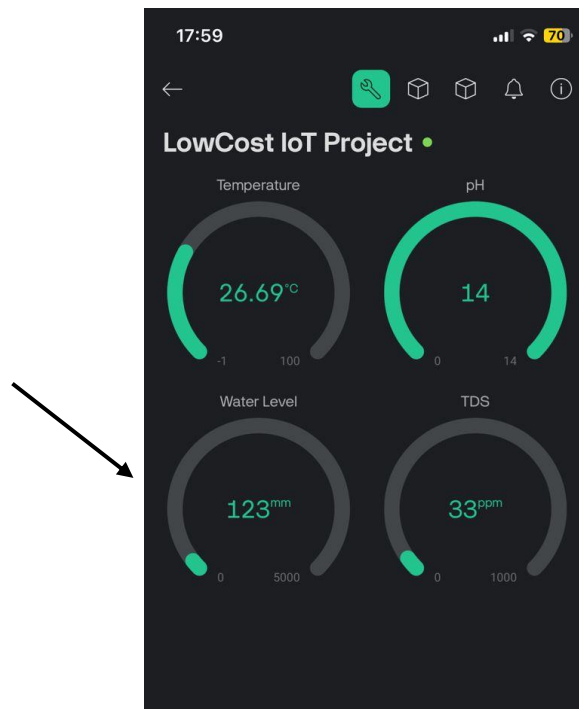 17:59 70
LowCost IoT Project
Temperature pH
26.69°C 14
-1 100 0 14
Water Level TDS
123mm 33ppm
0 5000 0 1000